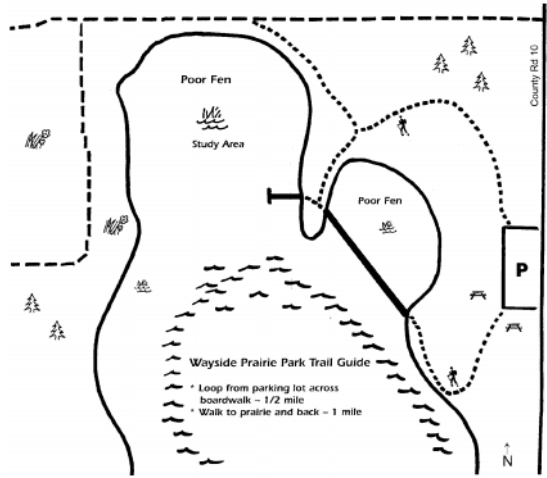 County Rd 10
Poor Fen
Study Area
Poor Fen
P
Wayside Prairie Park Trail Guide
* Loop from parking lot across
boardwalk – 1/2 mile
* Walk to prairie and back – 1 mile
N